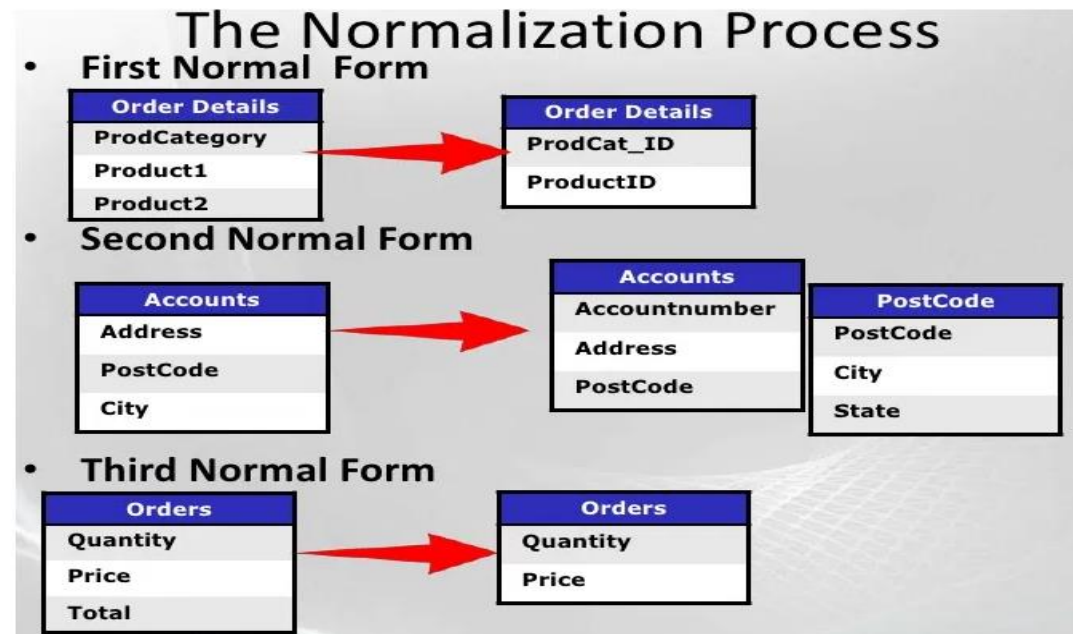 The Normalization Process
• First Normal Form
Order Details
ProdCategory
Product1
Product2
Order Details
ProdCat_ID
ProductID
• Second Normal Form
Accounts
Address
PostCode
City
Accounts
Accountnumber
Address
PostCode
PostCode
PostCode
City
State
• Third Normal Form
Orders
Quantity
Price
Total
Orders
Quantity
Price